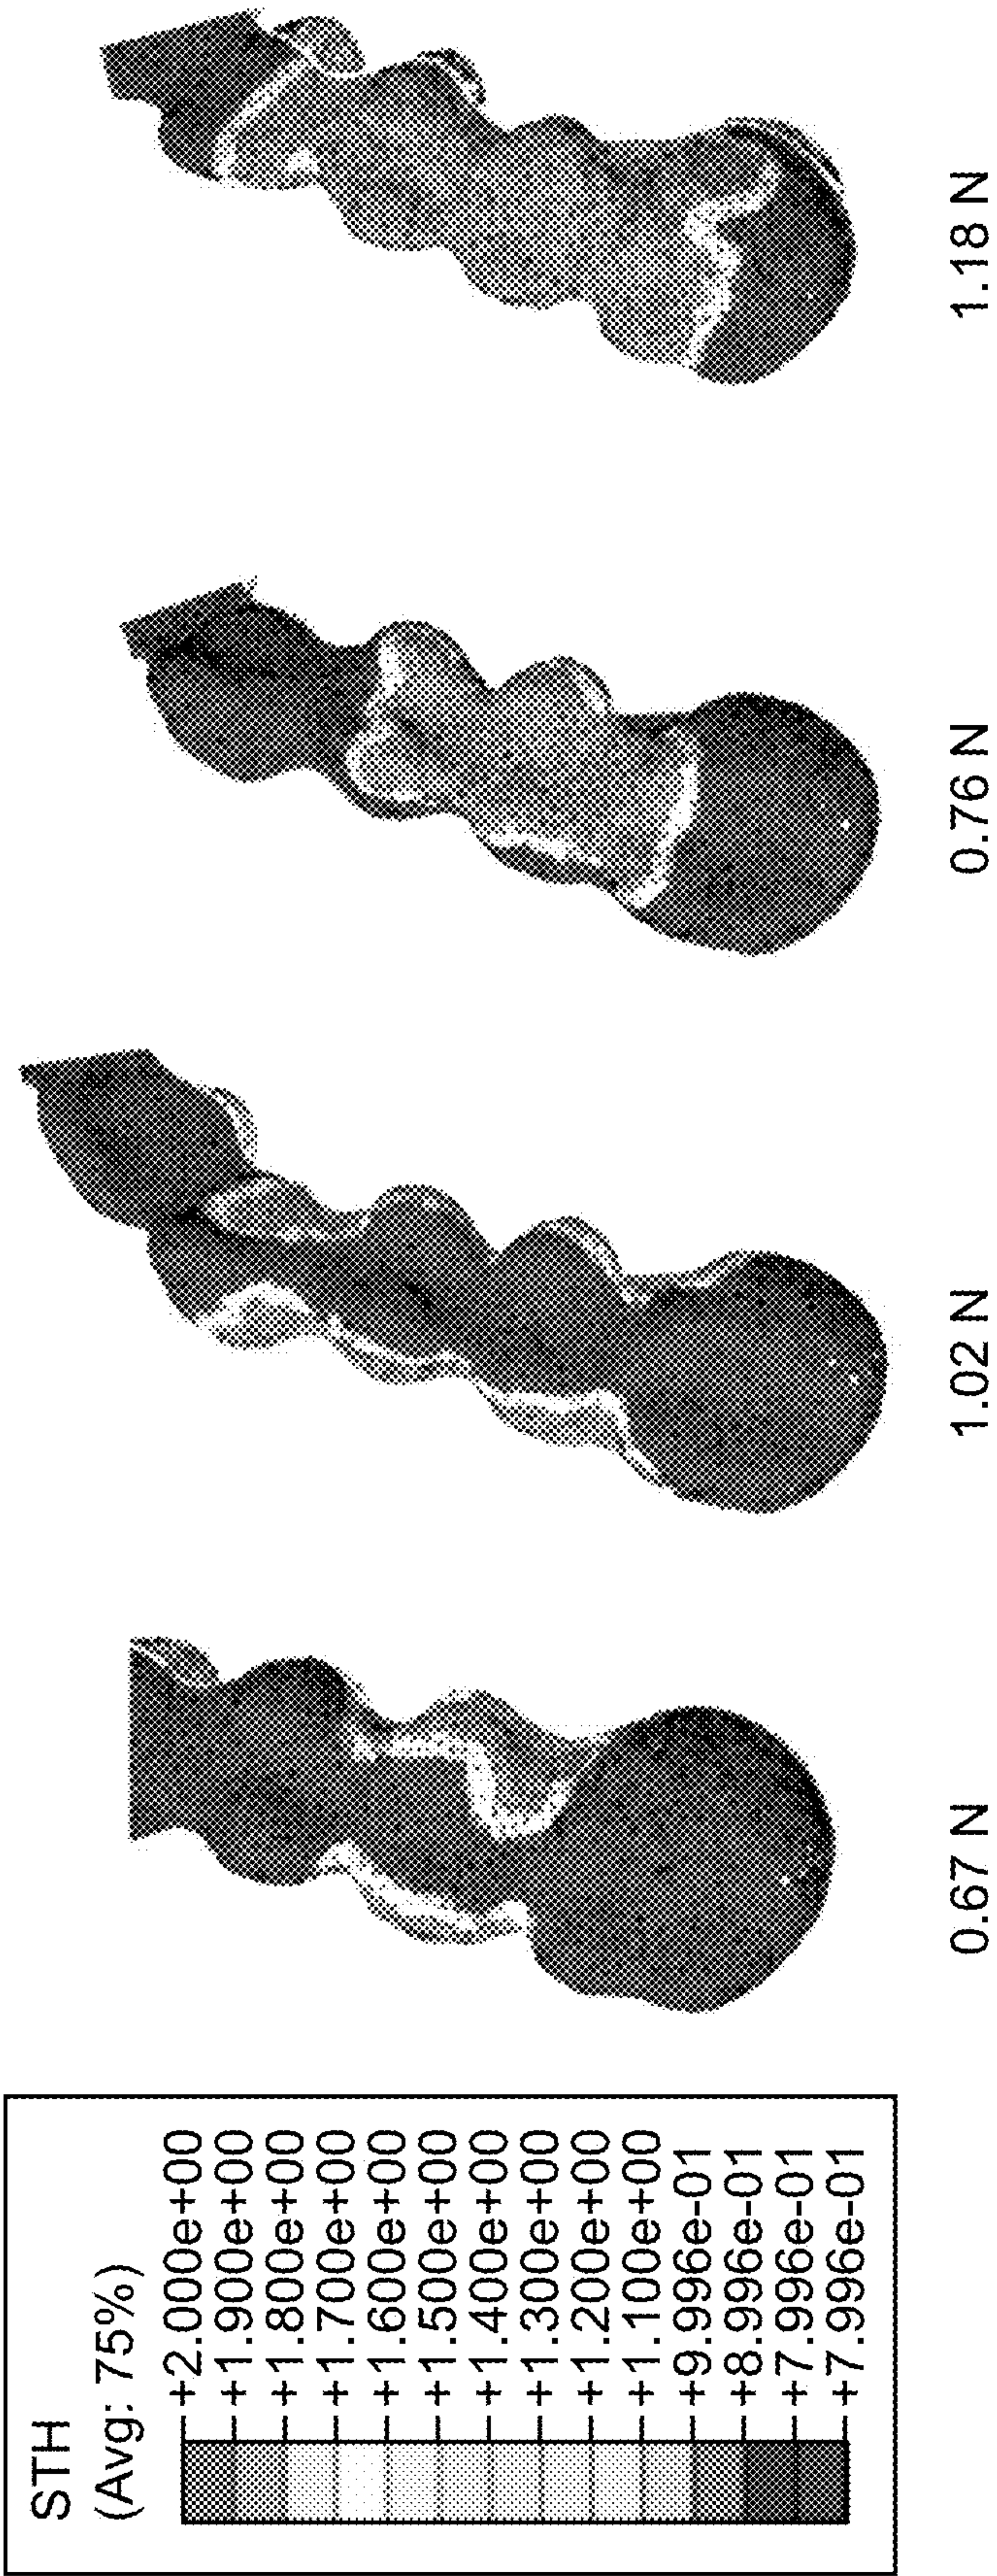 STH
(Avg: 75%)
+2.000e+00
+1.900e+00
+1.800e+00
+1.700e+00
+1.600e+00
+1.500e+00
+1.400e+00
+1.300e+00
+1.200e+00
+1.100e+00
+9.996e-01
+8.996e-01
+7.996e-01
+7.996e-01
0.67 N
1.02 N
0.76 N
1.18 N